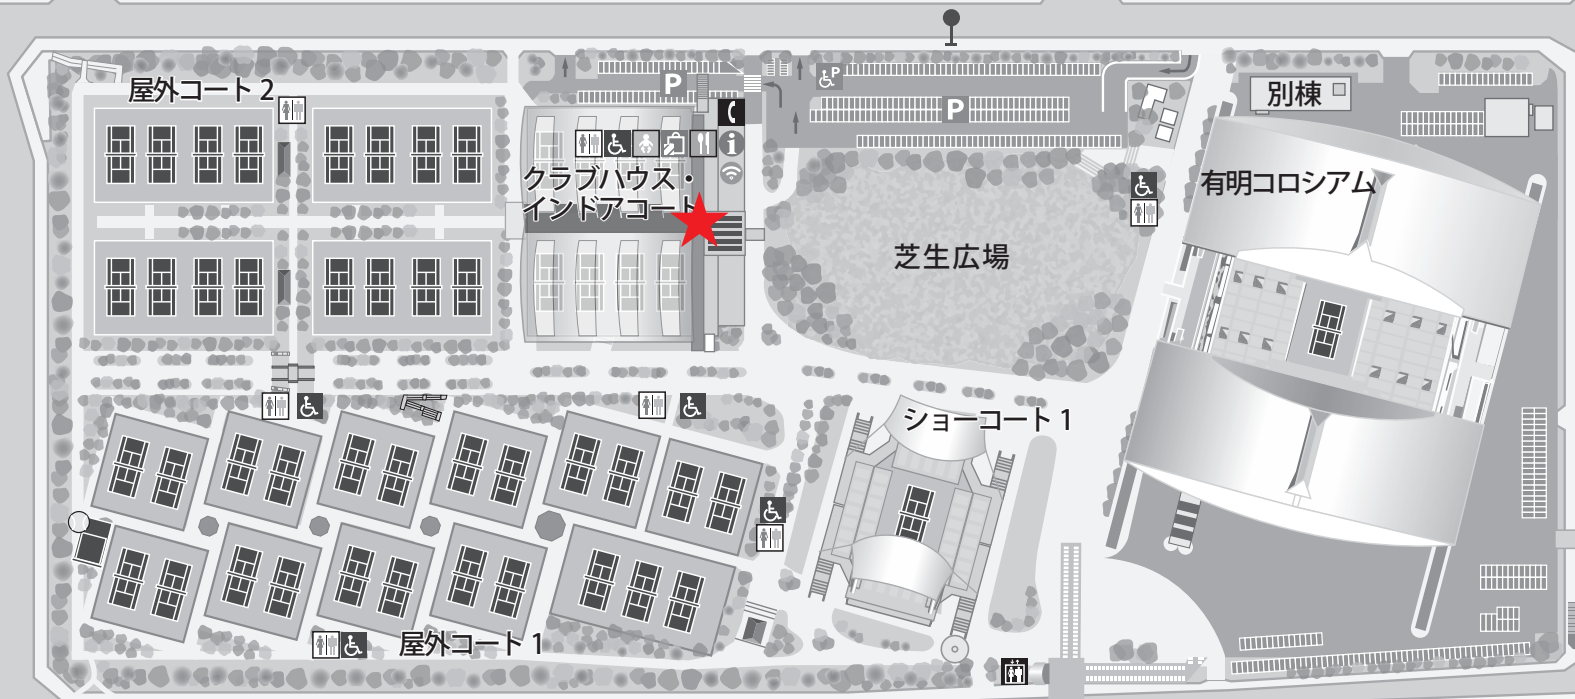 屋外コート 2
P
P
P
別棟
i
クラブハウス・
インドアコート
有明コロシアム
芝生広場
ショーコート 1
屋外コート 1